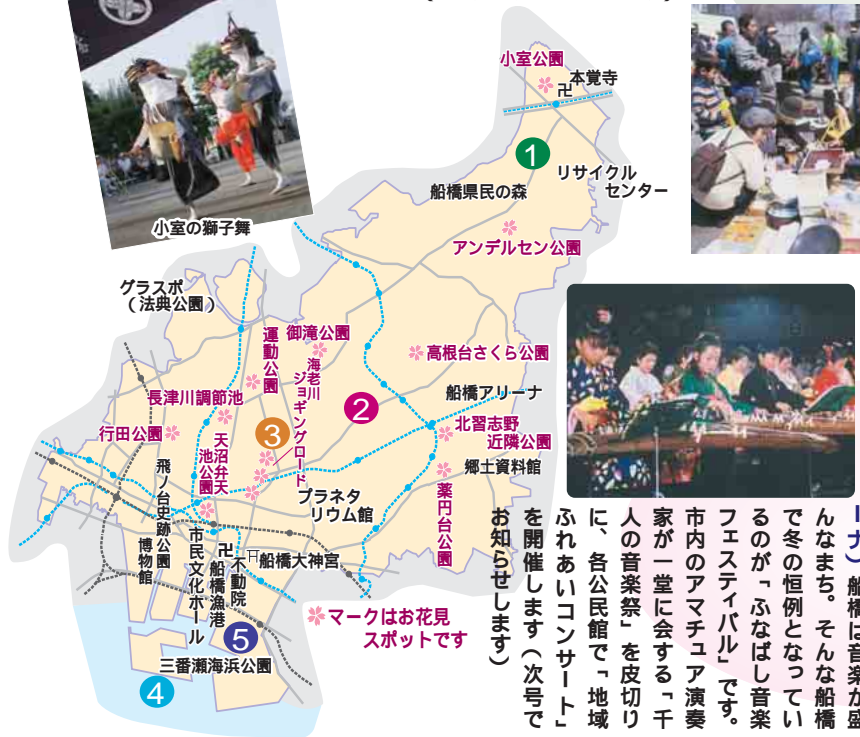 小室公園
本覚寺
卍
1
リサイクル
センター
船橋県民の森
小室の獅子舞
アンデルセン公園
グラスポ
(法典公園)
運動公園
御滝公園
海老川
ジョギングロード
高根台さくら公園
長津川調節池
船橋アリーナ
2
行田公園
3
北習志野
近隣公園
天沼弁天
池公園
郷土資料館
飛ノ台史跡公園
博物館
プラネタ
リウム館
薬円台公園
市民文化ホール
卍
不動院
船橋漁港
船橋大神宮
5
マークはお花見
スポットです
三番瀬海浜公園
4
ーナ)船橋は音楽が盛
んなまち。そんな船橋
で冬の恒例となってい
るのが「ふなばし音楽
フェスティバル」です。
市内のアマチュア演奏
家が一堂に会する「千
人の音楽祭」を皮切り
に、各公民館で「地域
ふれあいコンサート」
を開催します(次号で
お知らせします)